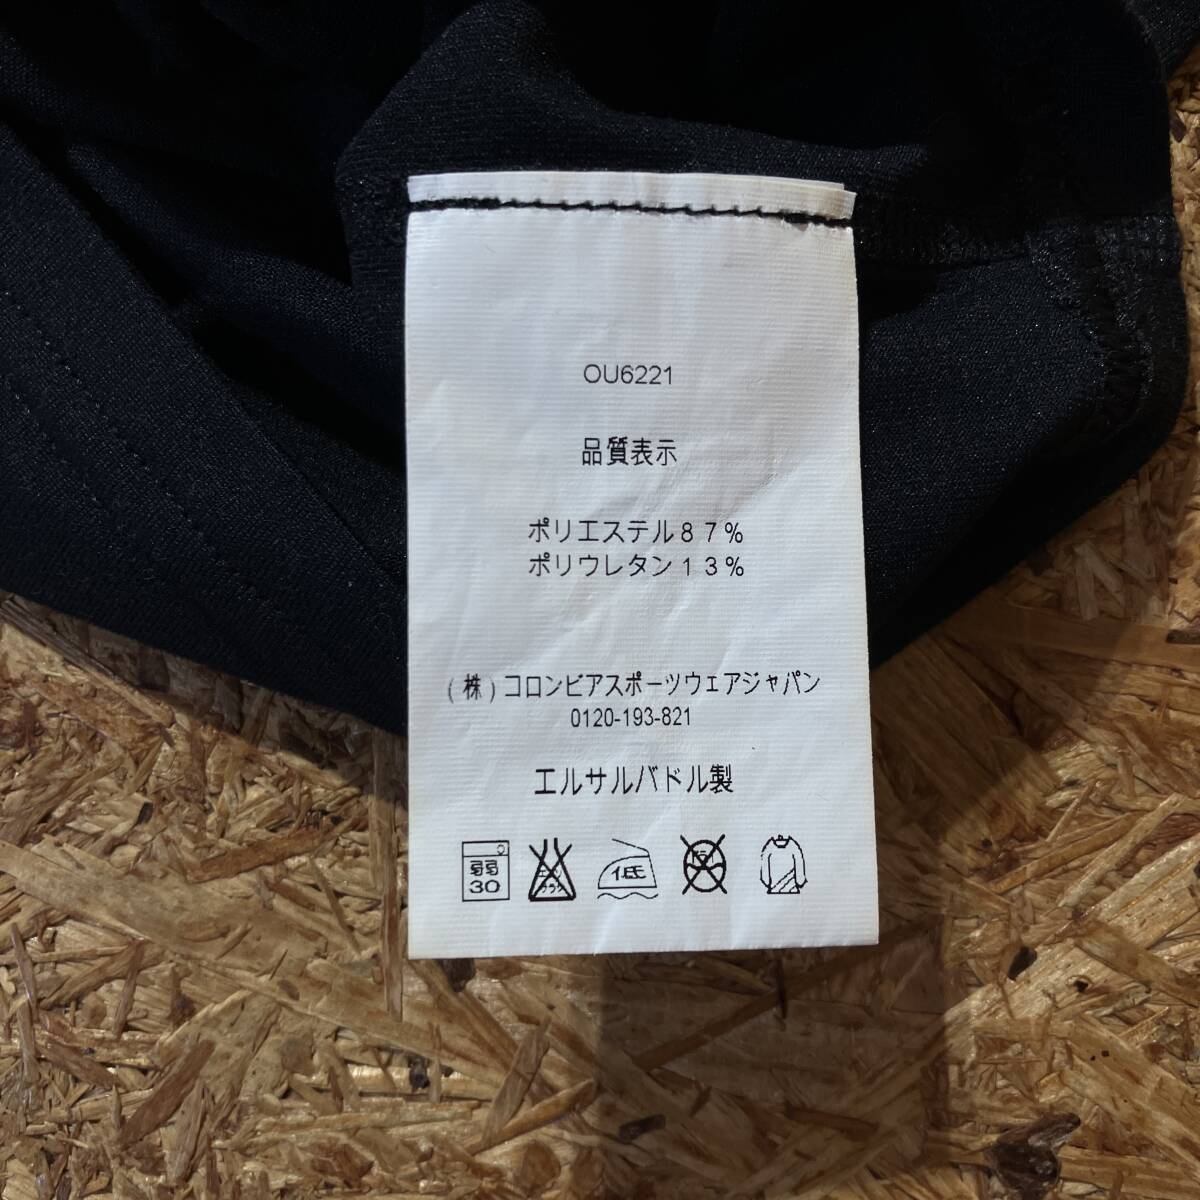 OU6221
品質表示
ポリエステル87%
ポリウレタン13%
(株)コロンビアスポーツウェアジャパン
0120-193-821
エルサルバドル製
弱 低
30